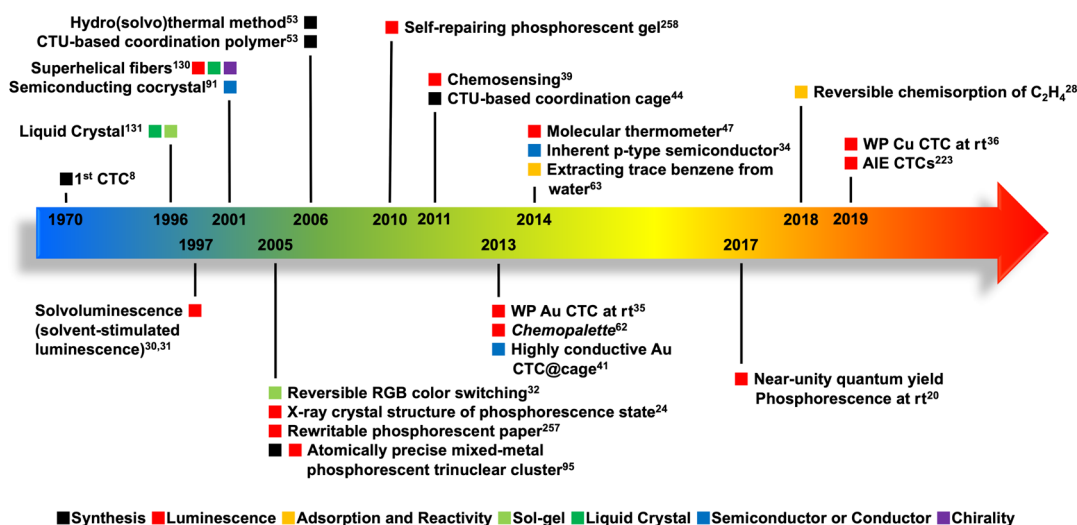 Hydro(solvo)thermal method53
CTU-based coordination polymer53
Superhelical fibers130
Semiconducting cocrystal91
Liquid Crystal131
1st CTC8
Self-repairing phosphorescent gel258
Chemosensing39
CTU-based coordination cage44
Molecular thermometer47
Inherent p-type semiconductor34
Extracting trace benzene from
water63
Reversible chemisorption of C2H428
WP Cu CTC at rt36
AIE CTCs223
1970 1996 2001 2006 2010 2011 2014 2018 2019
1997 2005 2013 2017
Solvoluminescence
(solvent-stimulated
luminescence)30,31
Reversible RGB color switching32
X-ray crystal structure of phosphorescence state24
Rewritable phosphorescent paper257
Atomically precise mixed-metal
phosphorescent trinuclear cluster95
WP Au CTC at rt35
Chemopalette62
Highly conductive Au
CTC@cage41
Near-unity quantum yield
Phosphorescence at rt20
Synthesis Luminescence Adsorption and Reactivity Sol-gel Liquid Crystal Semiconductor or Conductor Chirality